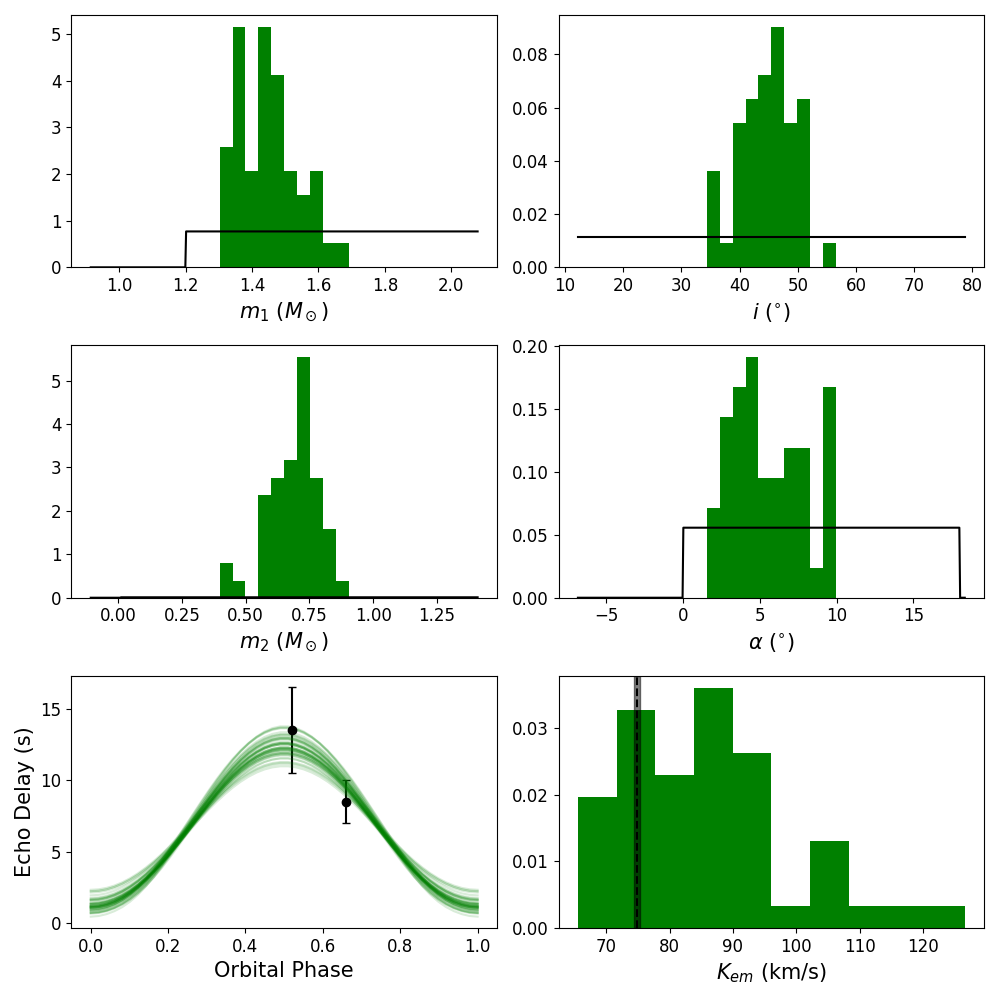 5
4
3
2
1
0
1.0 1.2 1.4 1.6 1.8 2.0
m₁ (M⊙)
0.08
0.06
0.04
0.02
0.00
10 20 30 40 50 60 70 80
i (°)
5
4
3
2
1
0
0.00 0.25 0.50 0.75 1.00 1.25
m₂ (M⊙)
0.20
0.15
0.10
0.05
0.00
−5 0 5 10 15
α (°)
Echo Delay (s)
15
10
5
0
0.0 0.2 0.4 0.6 0.8 1.0
Orbital Phase
0.03
0.02
0.01
0.00
70 80 90 100 110 120
Kₑₘ (km/s)